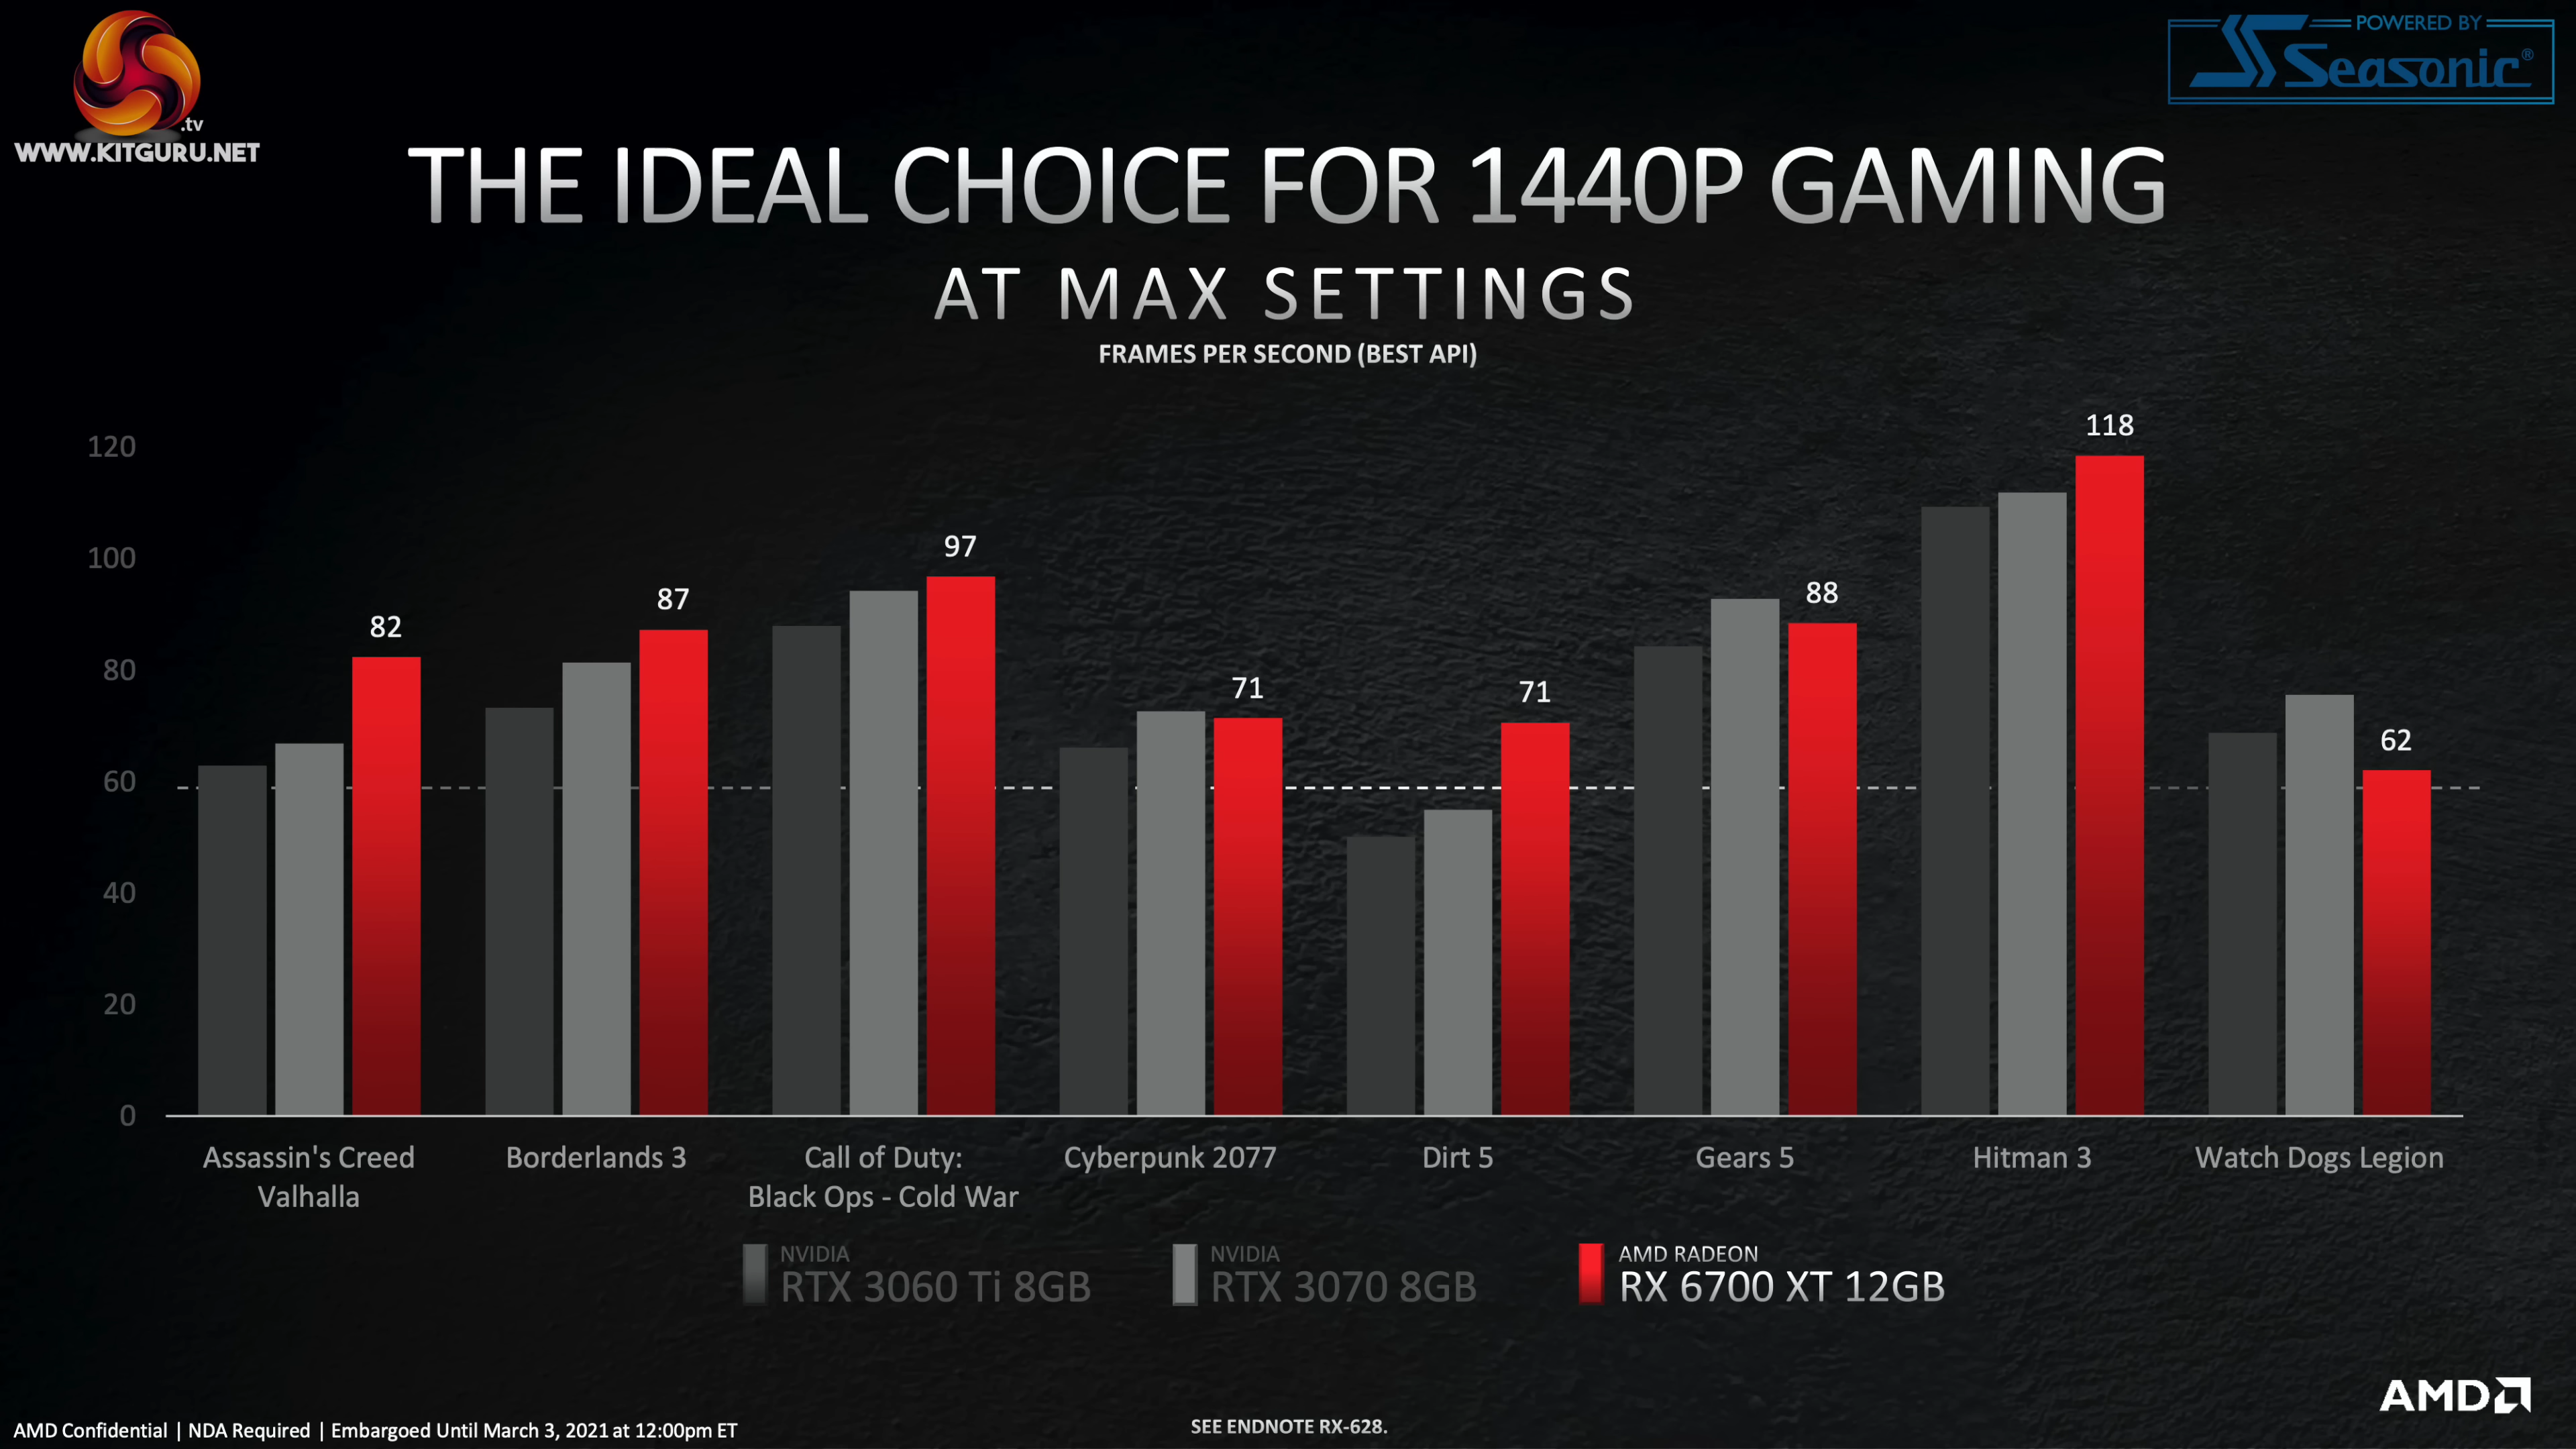 .tv
WWW.KITGURU.NET
POWERED BY
Seasonic®
THE IDEAL CHOICE FOR 1440P GAMING
AT MAX SETTINGS
FRAMES PER SECOND (BEST API)
120
100
80
60
40
20
0
82
87
97
71
71
88
118
62
Assassin's Creed
Valhalla
Borderlands 3
Call of Duty:
Black Ops - Cold War
Cyberpunk 2077
Dirt 5
Gears 5
Hitman 3
Watch Dogs Legion
NVIDIA
RTX 3060 Ti 8GB
NVIDIA
RTX 3070 8GB
AMD RADEON
RX 6700 XT 12GB
AMD
AMD Confidential | NDA Required | Embargoed Until March 3, 2021 at 12:00pm ET
SEE ENDNOTE RX-628.